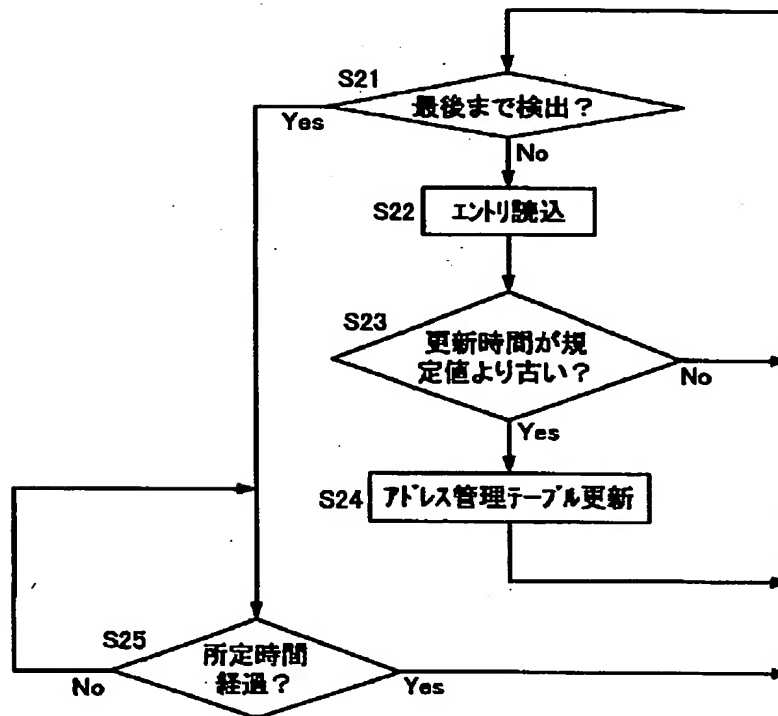 S21
最後まで検出？
Yes
No
S22
エントリ読込
S23
更新時間が規
定値より古い？
No
Yes
S24
アドレス管理テーブル更新
S25
所定時間
経過？
No
Yes